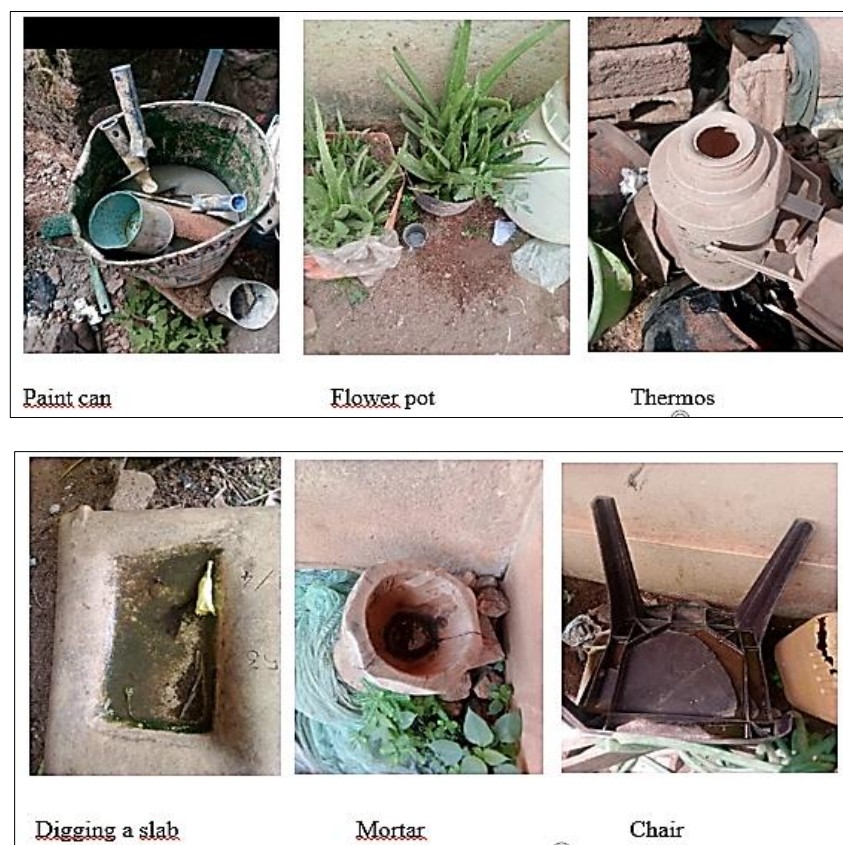 Paint can
Flower pot
Thermos
Digging a slab
Mortar
Chair